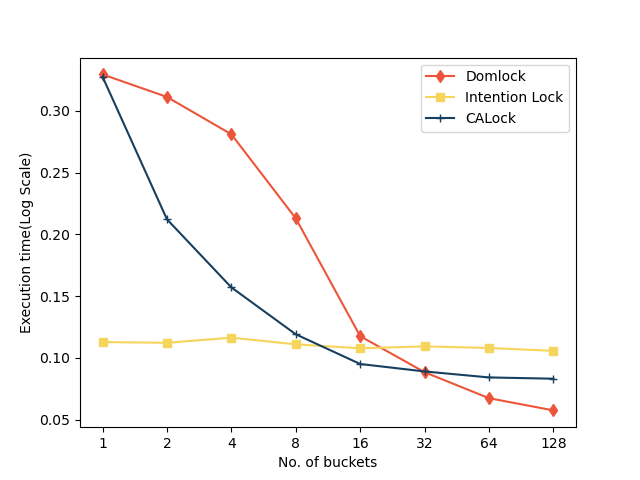 Domlock
Intention Lock
CALock
Execution time(Log Scale)
0.30
0.25
0.20
0.15
0.10
0.05
1 2 4 8 16 32 64 128
No. of buckets